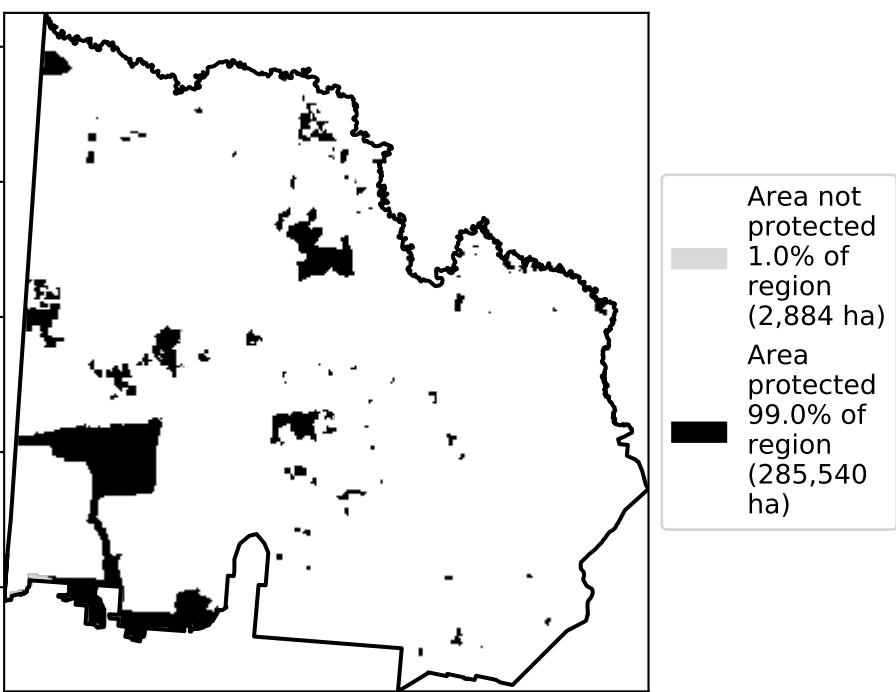 Area not
protected
1.0% of
region
(2,884 ha)
Area
protected
99.0% of
region
(285,540
ha)